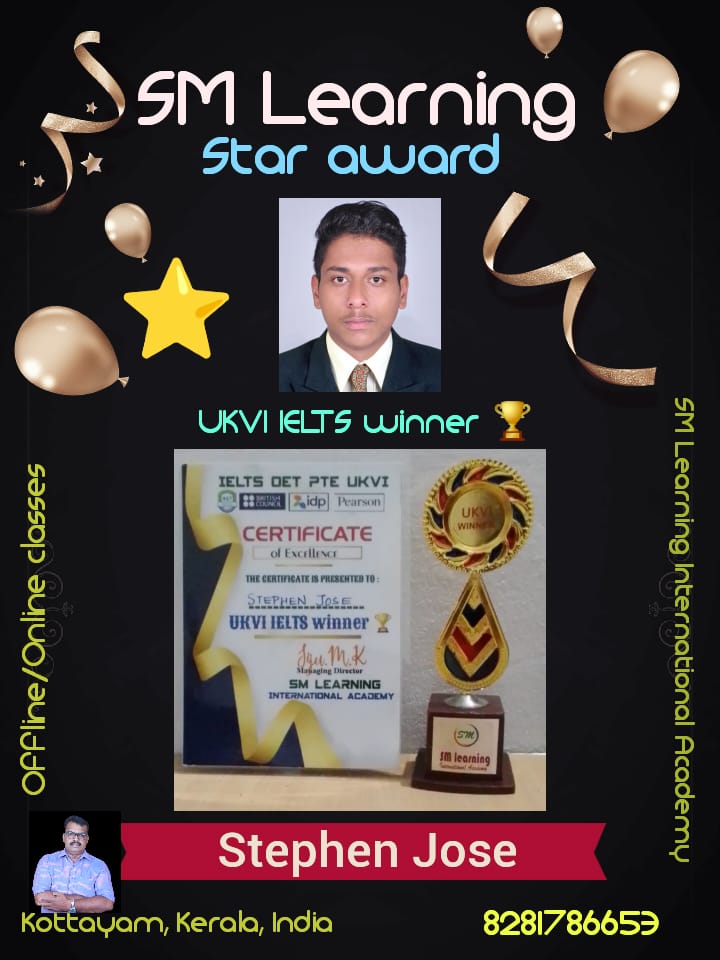 SM Learning
Star award
UKVI IELTS winner
IELTS OET PTE UKVI
BRITISH COUNCIL
idp
Pearson
CERTIFICATE
of Excellence
THE CERTIFICATE IS PRESENTED TO :
STEPHEN JOSE
UKVI IELTS winner
Managing Director
SM LEARNING
INTERNATIONAL ACADEMY
UKVI
WINNER
SM
SM learning
International Academy
OFFline/Online classes
SM Learning International Academy
Stephen Jose
Kottayam, Kerala, India
8281786653